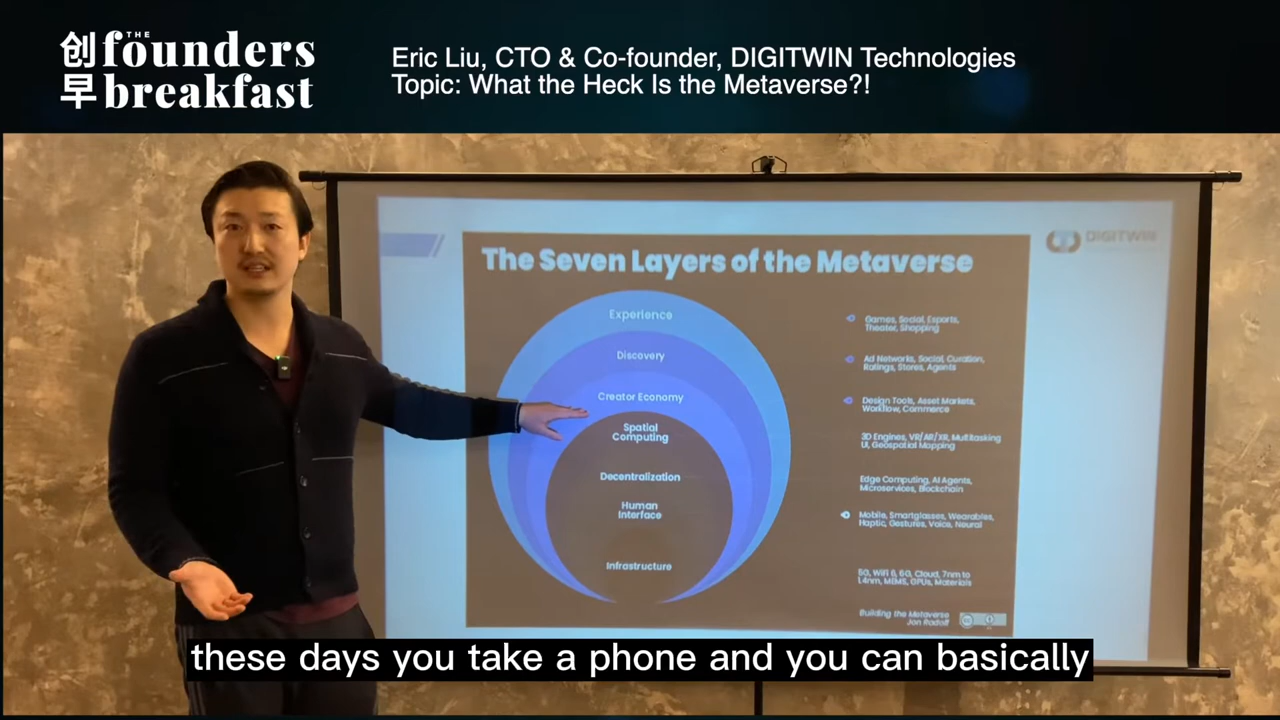 创早
THE
founders
breakfast
Eric Liu, CTO & Co-founder, DIGITWIN Technologies
Topic: What the Heck Is the Metaverse?!
DIGITWIN
The Seven Layers of the Metaverse
Experience
Games, Social, Esports,
Theater, Shopping
Discovery
Ad Networks, Social, Curation,
Ratings, Stores, Agents
Creator Economy
Design Tools, Asset Markets,
Workflow, Commerce
Spatial
Computing
3D Engines, VR/AR/XR, Multitasking
UI, Geospatial Mapping
Decentralization
Edge Computing, AI Agents,
Microservices, Blockchain
Human
Interface
Mobile, Smartglasses, Wearables,
Haptic, Gestures, Voice, Neural
Infrastructure
5G, WiFi 6, 6G, Cloud, 7nm to
1.4nm, MEMS, GPUs, Materials
Building the Metaverse
Jon Radoff
these days you take a phone and you can basically